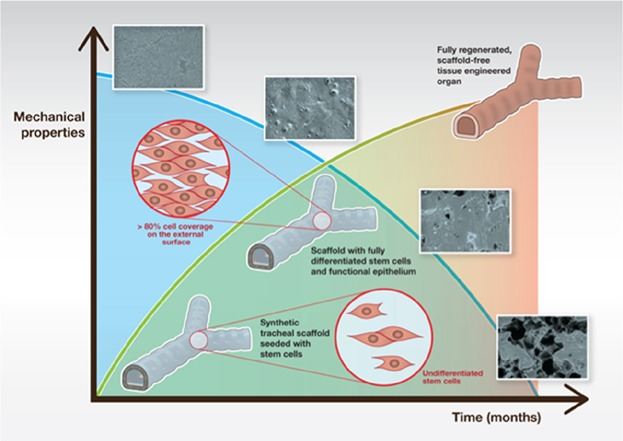 Fully regenerated,
scaffold-free
tissue engineered
organ
Mechanical
properties
> 80% cell coverage
on the external
surface
Scaffold with fully
differentiated stem cells
and functional epithelium
Synthetic
tracheal scaffold
seeded with
stem cells
Undifferentiated
stem cells
Time (months)